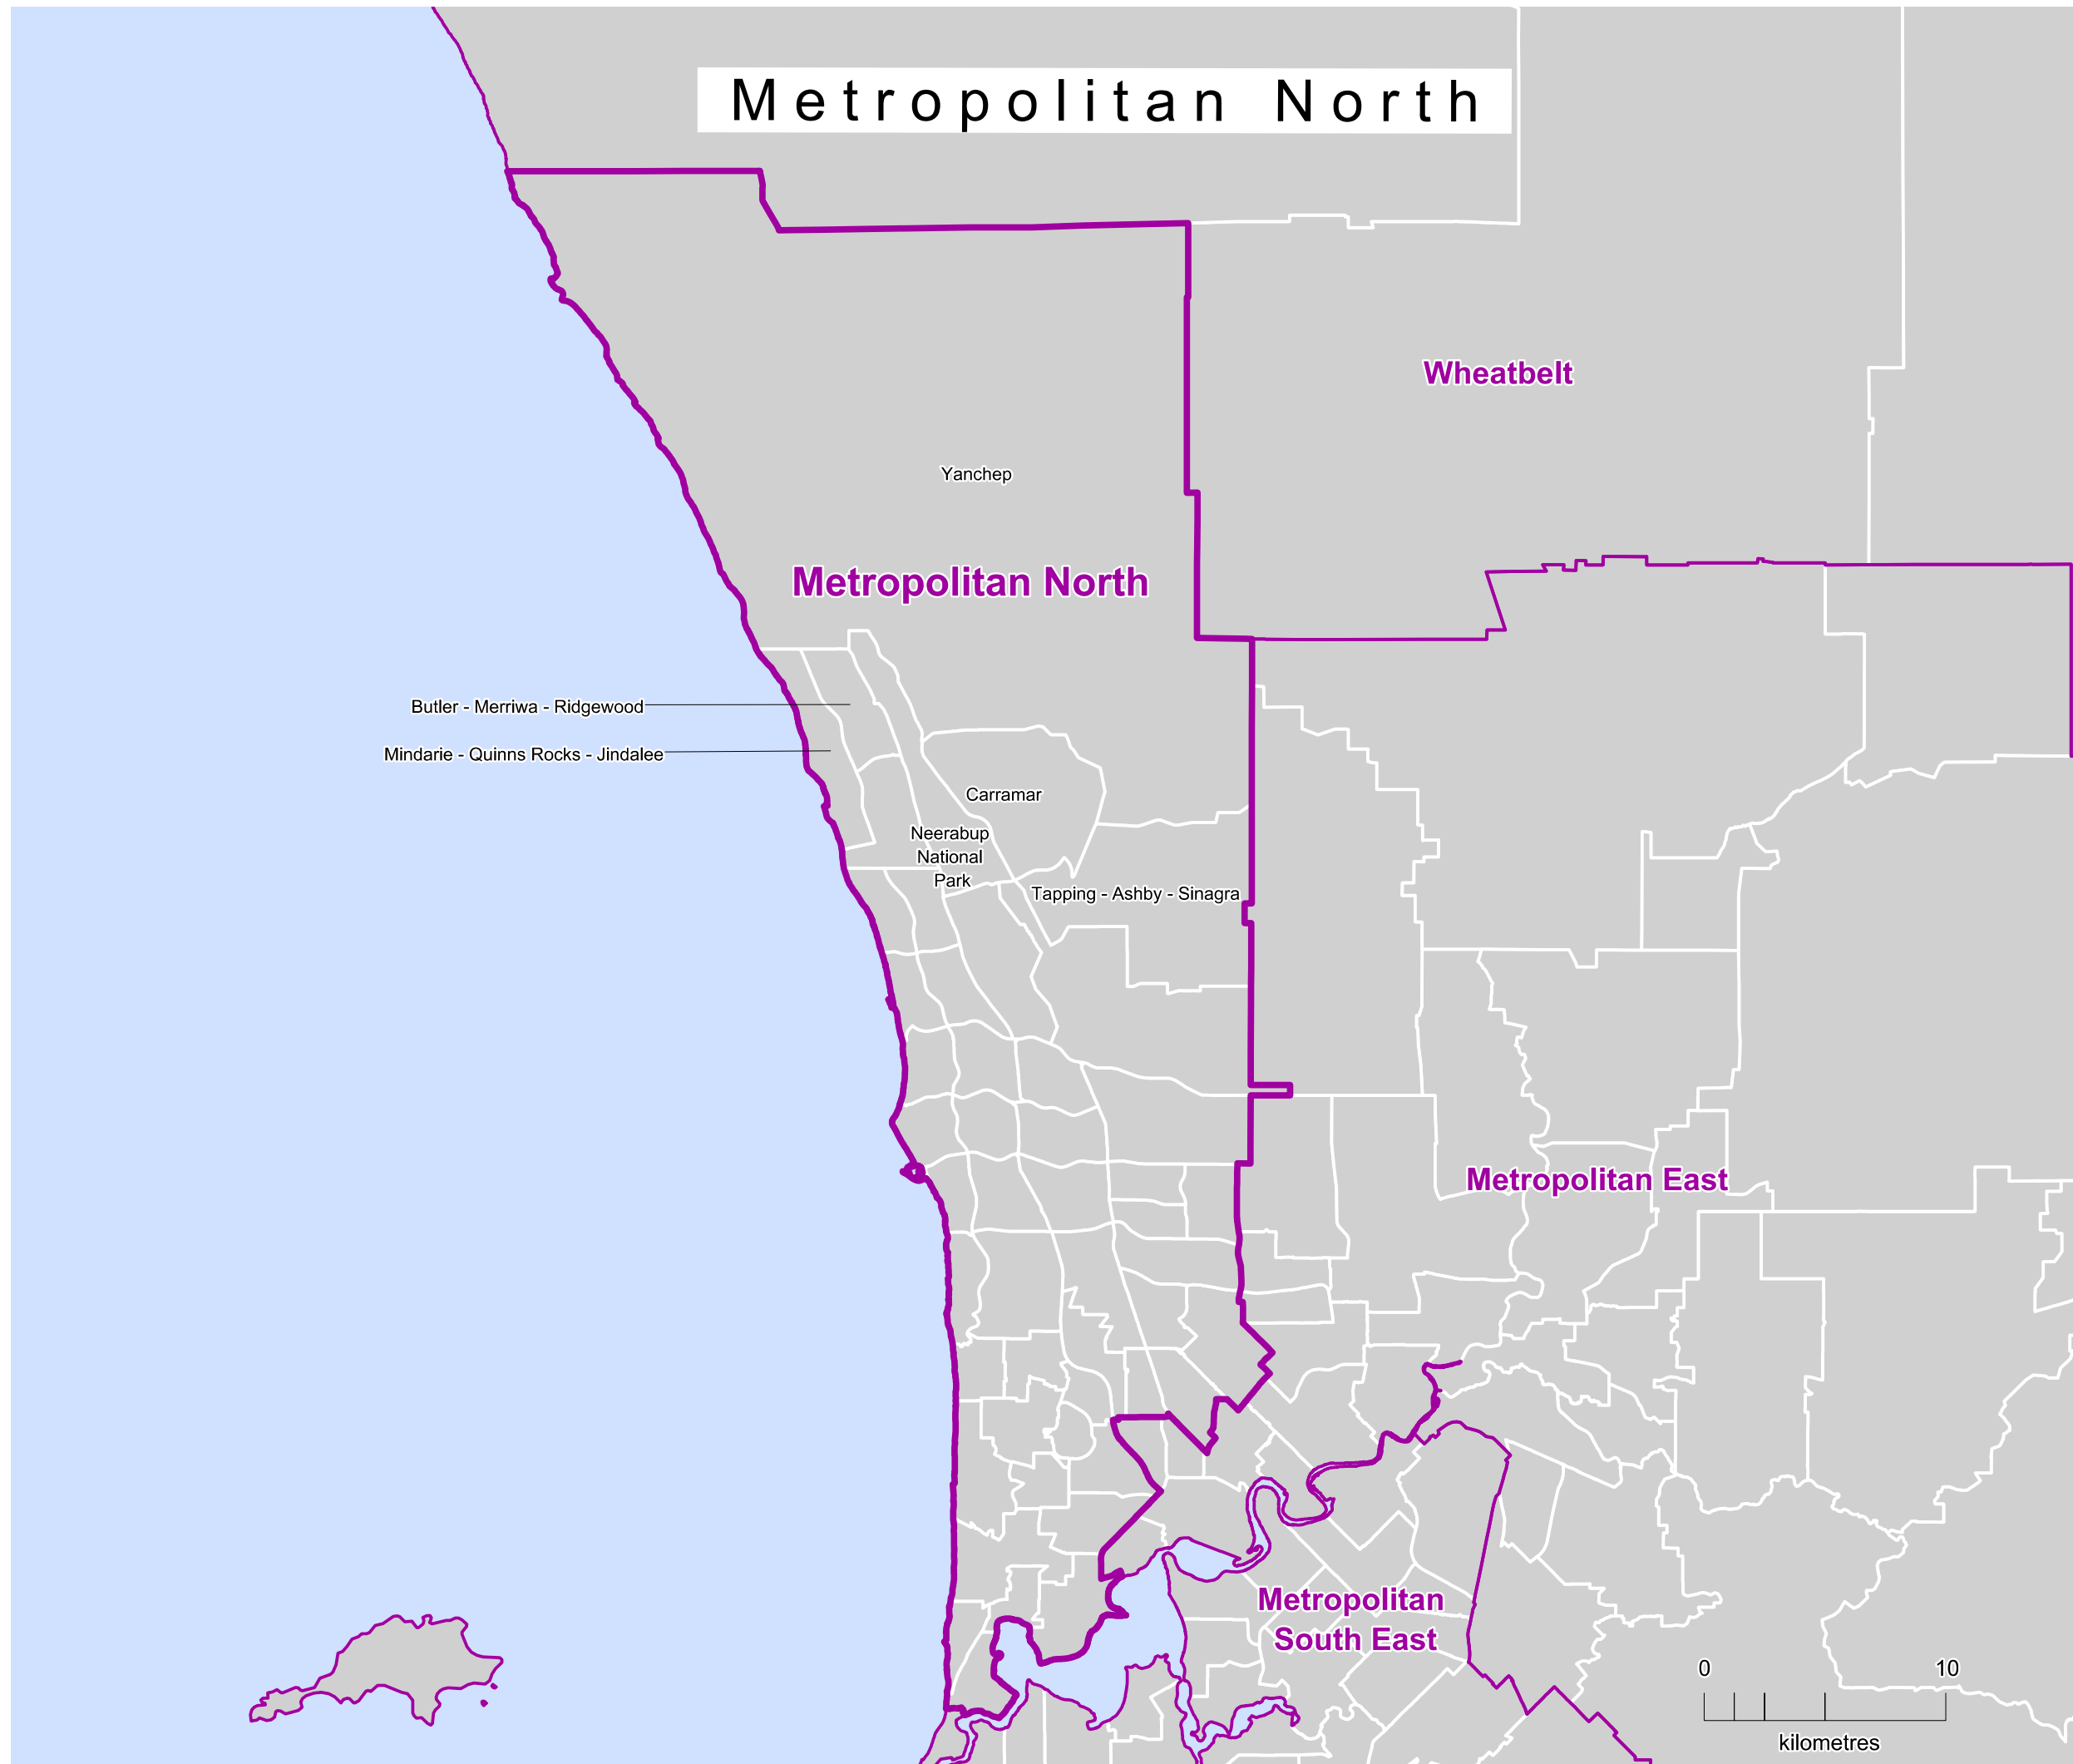 Metropolitan North
Wheatbelt
Yanchep
Metropolitan North
Butler - Merriwa - Ridgewood
Mindarie - Quinns Rocks - Jindalee
Carramar
Neerabup
National
Park
Tapping - Ashby - Sinagra
Metropolitan East
Metropolitan
South East
0 10
kilometres